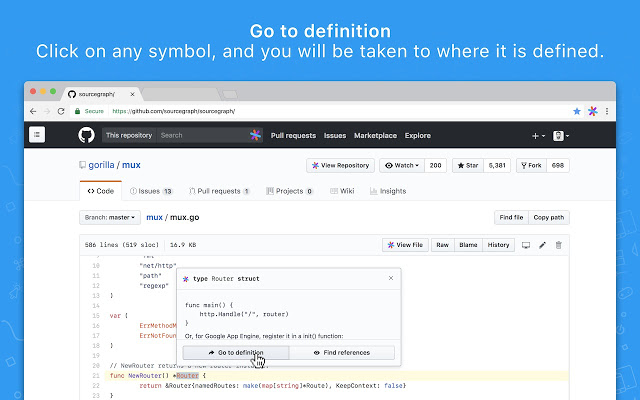 Go to definition
Click on any symbol, and you will be taken to where it is defined.
sourcegraph/
Secure https://github.com/sourcegraph/sourcegraph/
This repository Search Pull requests Issues Marketplace Explore
gorilla / mux View Repository Watch 200 Star 5,381 Fork 698
Code Issues 13 Pull requests 1 Projects 0 Wiki Insights
Branch: master mux / mux.go Find file Copy path
586 lines (519 sloc) 16.9 KB View File Raw Blame History
10 "net/http"
11 "path"
12 "regexp"
13 )
14
15 var (
16 ErrMethodM
17 ErrNotFoun
18 )
19
type Router struct
func main() {
http.Handle("/", router)
}
Or, for Google App Engine, register it in a init() function:
Go to definition Find references
20 // NewRouter returns a new router instance.
21 func NewRouter() *Router {
22 return &Router{namedRoutes: make(map[string]*Route), KeepContext: false}
23 }